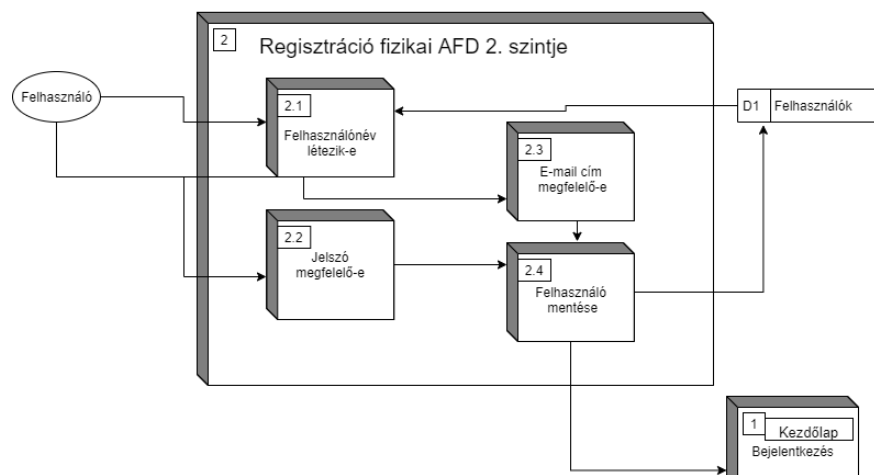 2
Regisztráció fizikai AFD 2. szintje
Felhasználó
2.1
Felhasználónév
létezik-e
D1
Felhasználók
2.3
E-mail cím
megfelelő-e
2.2
Jelszó
megfelelő-e
2.4
Felhasználó
mentése
1
Kezdőlap
Bejelentkezés